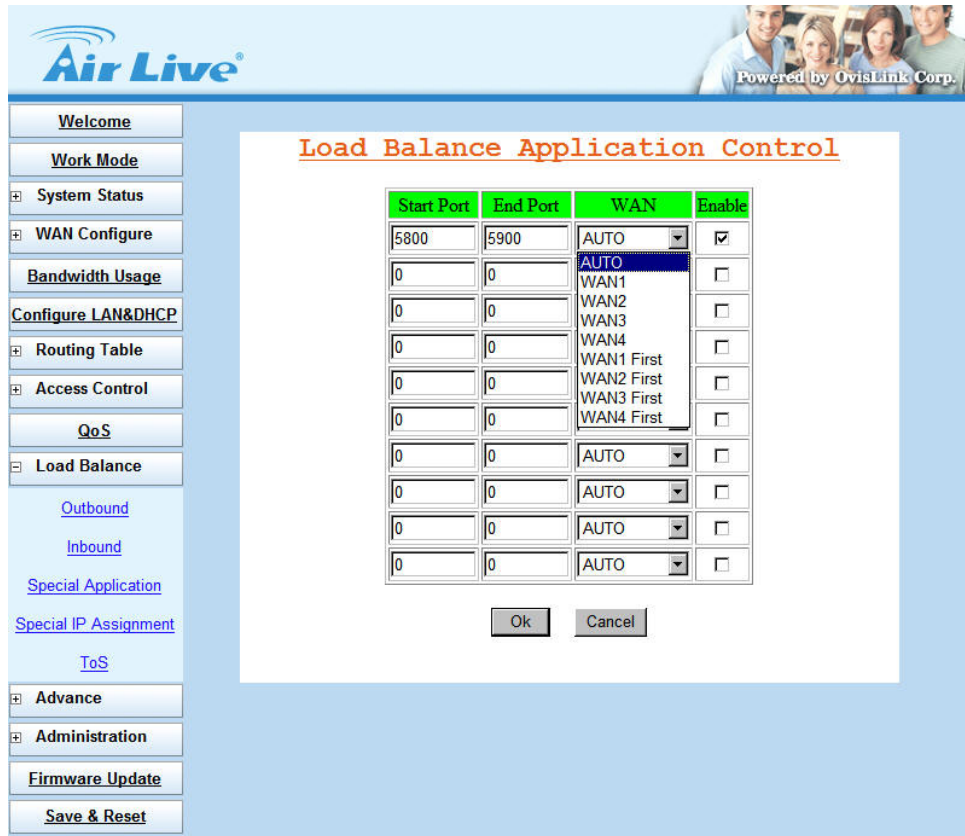 Air Live®
Powered by OvisLink Corp.
Welcome
Work Mode
System Status
WAN Configure
Bandwidth Usage
Configure LAN&DHCP
Routing Table
Access Control
QoS
Load Balance
Outbound
Inbound
Special Application
Special IP Assignment
ToS
Advance
Administration
Firmware Update
Save & Reset
Load Balance Application Control
Start Port End Port WAN Enable
5800 5900 AUTO
0 0
0 0
0 0
0 0
0 0
AUTO
WAN1
WAN2
WAN3
WAN4
WAN1 First
WAN2 First
WAN3 First
WAN4 First
0 0 AUTO
0 0 AUTO
0 0 AUTO
0 0 AUTO
Ok Cancel